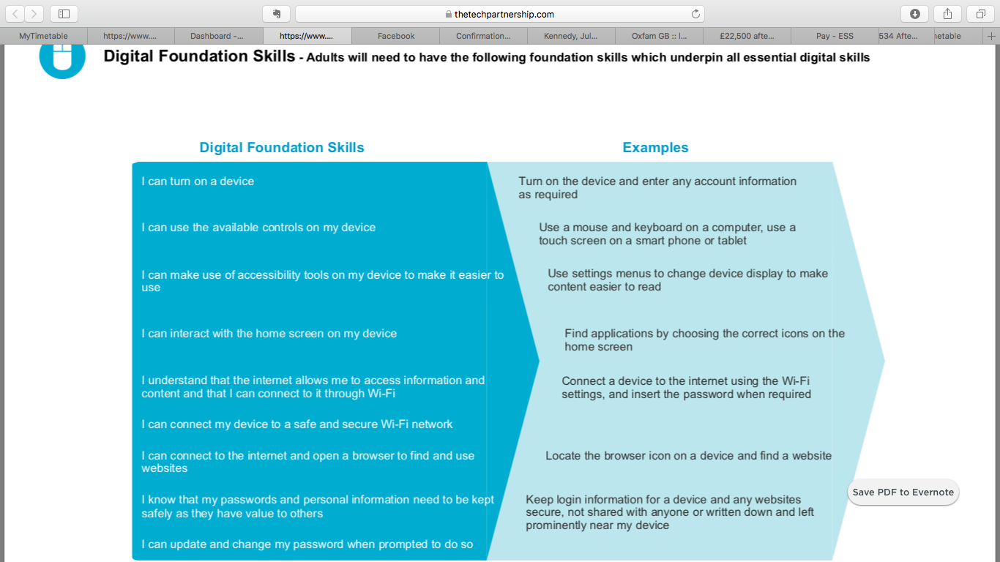 thetechpartnership.com
MyTimetable
https://www....
Dashboard -...
https://www....
Facebook
Confirmation...
Kennedy, Jul...
Oxfam GB :: I...
£22,500 afte...
Pay - ESS
534 Afte...
netable
Digital Foundation Skills - Adults will need to have the following foundation skills which underpin all essential digital skills
Digital Foundation Skills
Examples
I can turn on a device
Turn on the device and enter any account information
as required
I can use the available controls on my device
Use a mouse and keyboard on a computer, use a
touch screen on a smart phone or tablet
I can make use of accessibility tools on my device to make it easier to
use
Use settings menus to change device display to make
content easier to read
I can interact with the home screen on my device
Find applications by choosing the correct icons on the
home screen
I understand that the internet allows me to access information and
content and that I can connect to it through Wi-Fi
Connect a device to the internet using the Wi-Fi
settings, and insert the password when required
I can connect my device to a safe and secure Wi-Fi network
I can connect to the internet and open a browser to find and use
websites
Locate the browser icon on a device and find a website
I know that my passwords and personal information need to be kept
safely as they have value to others
Keep login information for a device and any websites
secure, not shared with anyone or written down and left
prominently near my device
I can update and change my password when prompted to do so
Save PDF to Evernote